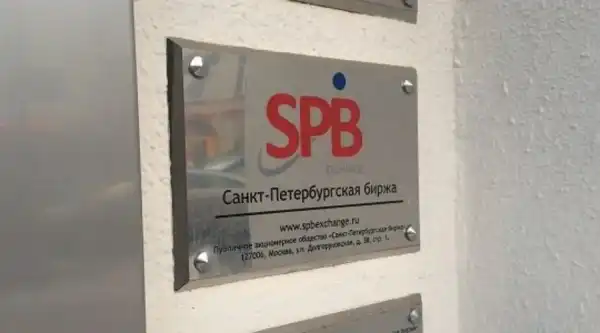 SPB
Санкт-Петербургская биржа
www.spbexchange.ru
Публичное акционерное общество «Санкт-Петербургская биржа»
127006, Москва, ул. Долгоруковская, д. 38, стр. 1.